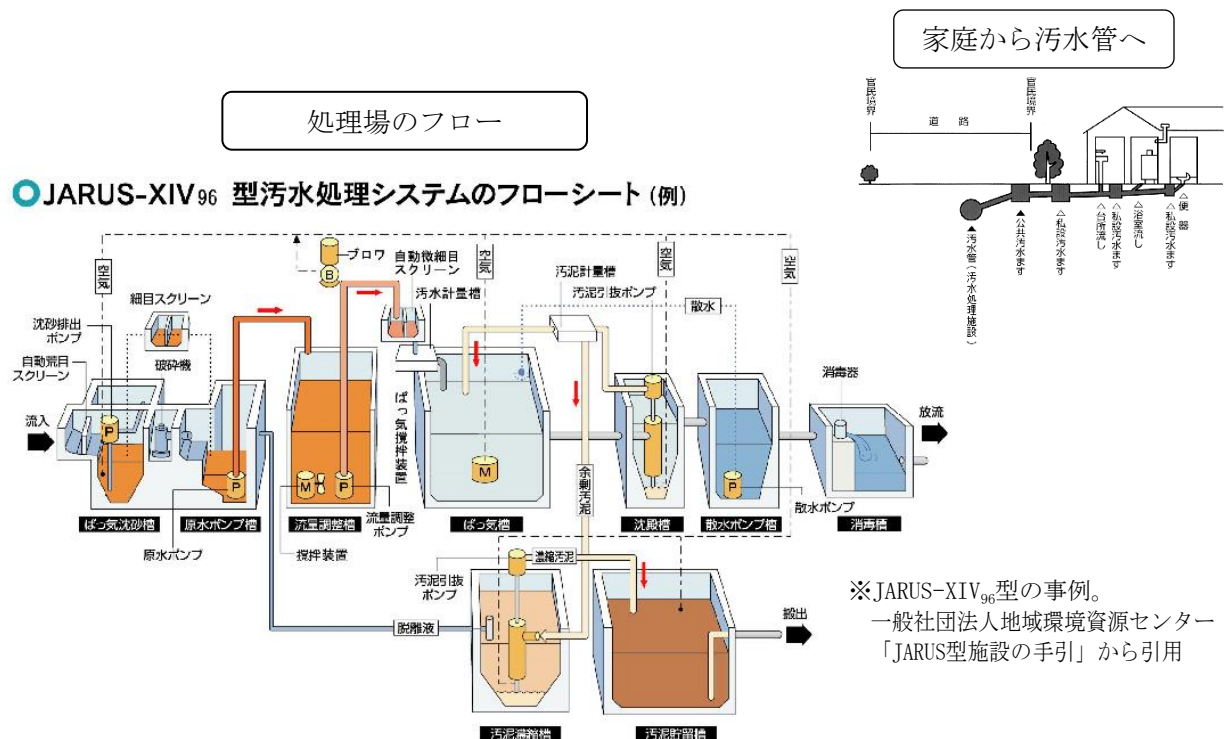 家庭から汚水管へ
官民境界
道路
官民境界
△便器
△私設汚水ます
△浴室流し
△私設汚水ます
△台所流し
△私設汚水ます
▲公共汚水ます
▲汚水管(汚水処理施設)
処理場のフロー
JARUS-XIV96 型汚水処理システムのフローシート(例)
空気
ブロワ
B
自動微細目
スクリーン
空気
空気
空気
細目スクリーン
汚水計量槽
汚泥計量槽
汚泥引抜ポンプ
散水
沈砂排出
ポンプ
自動荒目
スクリーン
破砕機
消毒器
流入
P
ばっ気撹拌装置
放流
P
M
P
M
余剰汚泥
P
散水ポンプ
ばっ気沈砂槽
原水ポンプ槽
流量調整槽
流量調整
ポンプ
ばっ気槽
沈殿槽
散水ポンプ槽
消毒槽
原水ポンプ
撹拌装置
濃縮汚泥
汚泥引抜
ポンプ
脱離液
搬出
汚泥濃縮槽
汚泥貯留槽
※JARUS-XIV96型の事例。
一般社団法人地域環境資源センター
「JARUS型施設の手引」から引用